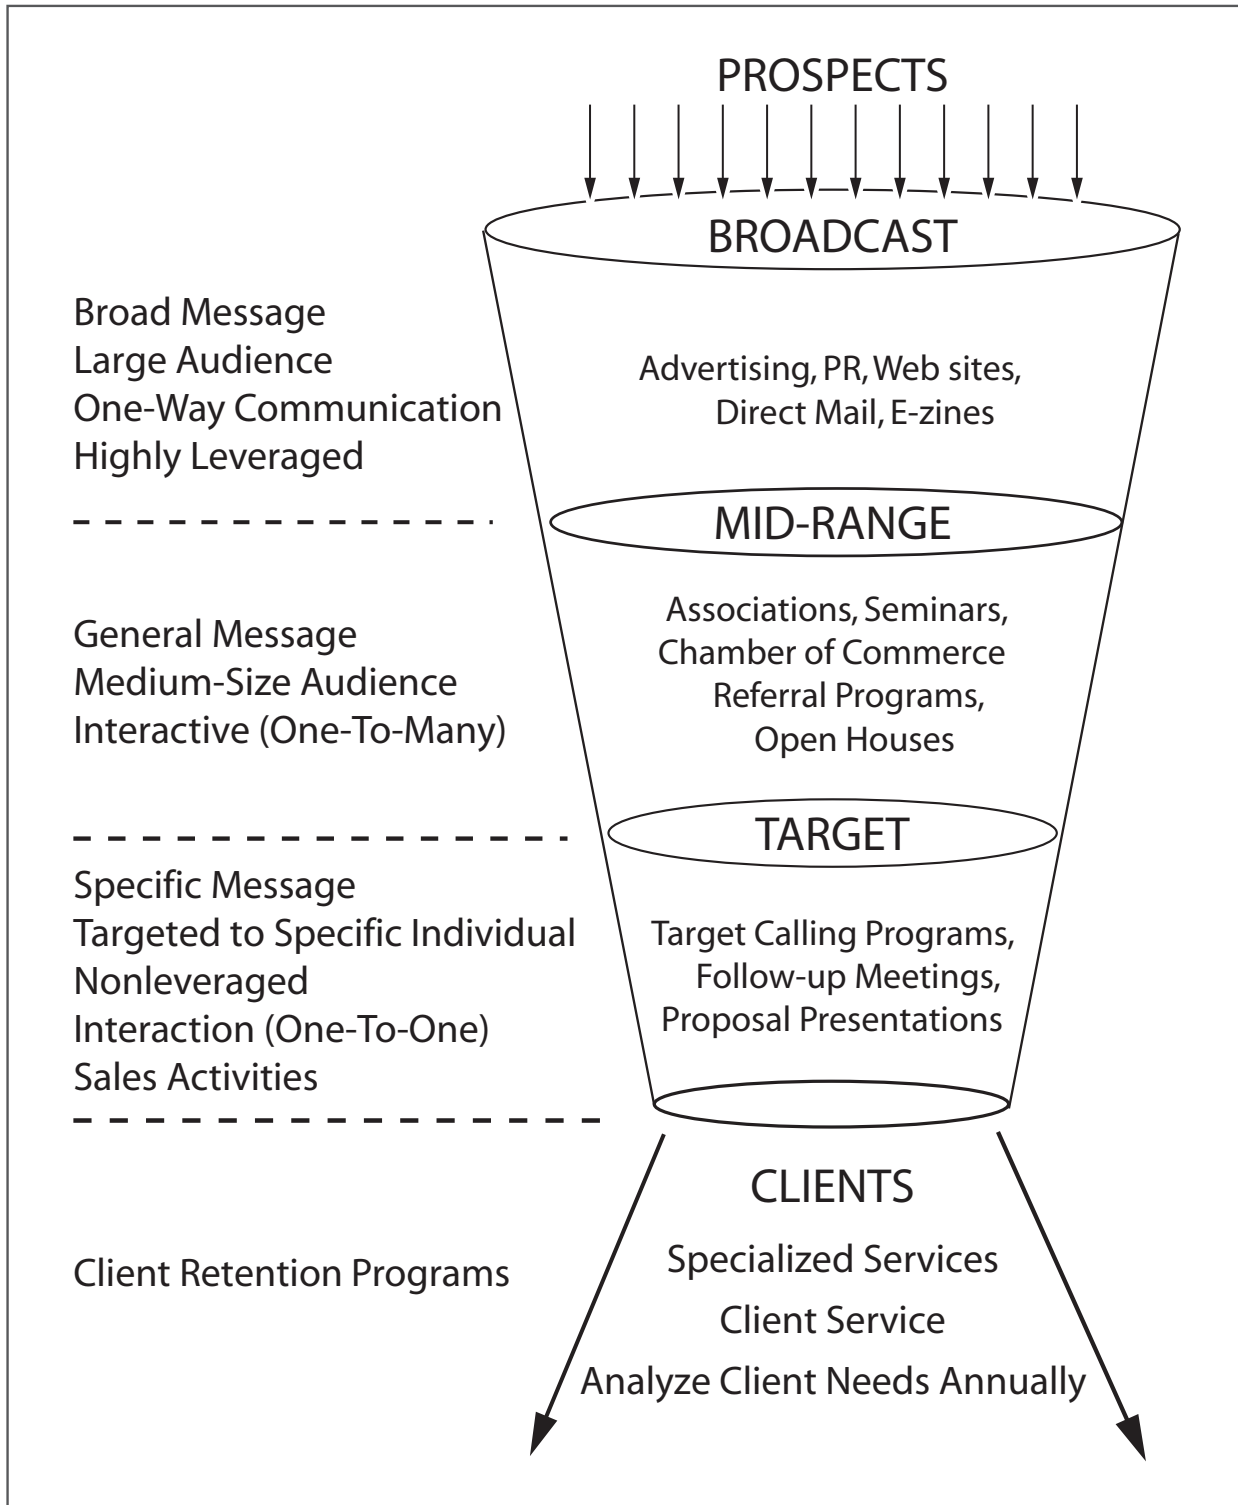 PROSPECTS
BROADCAST
Broad Message
Large Audience
One-Way Communication
Highly Leveraged
Advertising, PR, Web sites,
Direct Mail, E-zines
MID-RANGE
General Message
Medium-Size Audience
Interactive (One-To-Many)
Associations, Seminars,
Chamber of Commerce
Referral Programs,
Open Houses
TARGET
Specific Message
Targeted to Specific Individual
Nonleveraged
Interaction (One-To-One)
Sales Activities
Target Calling Programs,
Follow-up Meetings,
Proposal Presentations
CLIENTS
Client Retention Programs
Specialized Services
Client Service
Analyze Client Needs Annually